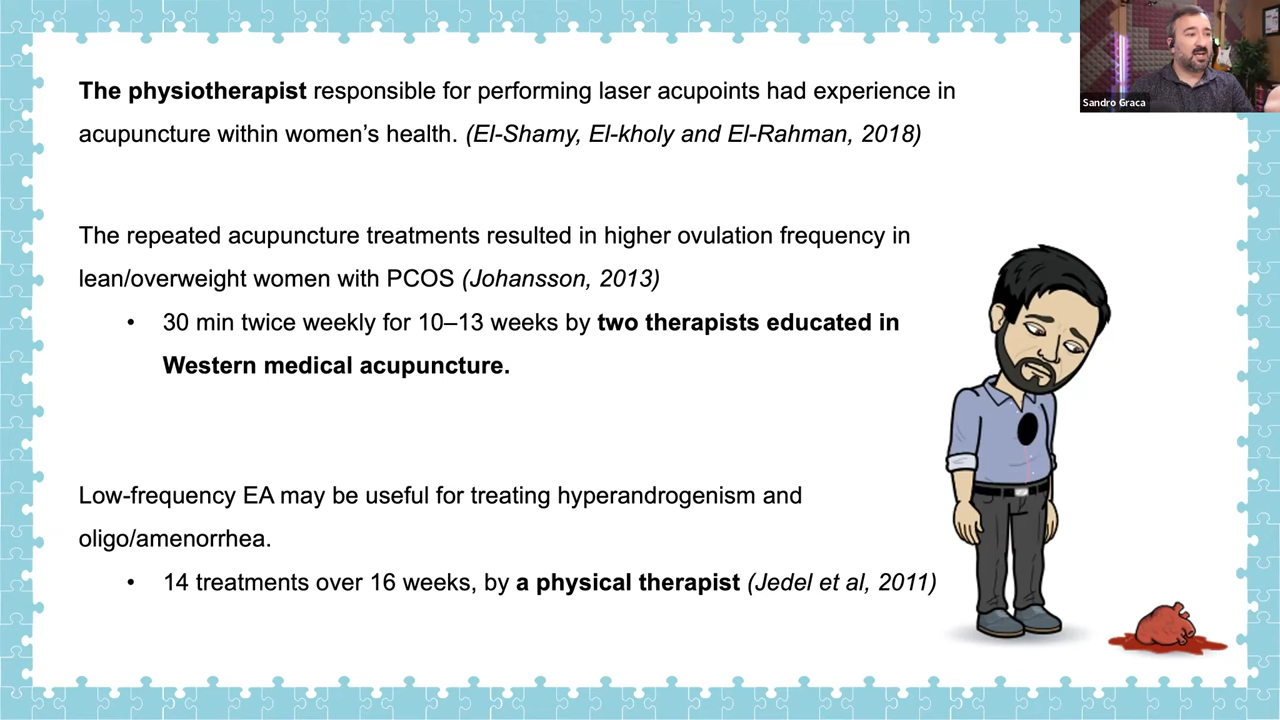 The physiotherapist responsible for performing laser acupoints had experience in
acupuncture within women’s health. (El-Shamy, El-kholy and El-Rahman, 2018)
The repeated acupuncture treatments resulted in higher ovulation frequency in
lean/overweight women with PCOS (Johansson, 2013)
• 30 min twice weekly for 10–13 weeks by two therapists educated in
Western medical acupuncture.
Low-frequency EA may be useful for treating hyperandrogenism and
oligo/amenorrhea.
• 14 treatments over 16 weeks, by a physical therapist (Jedel et al, 2011)
Sandro Graca